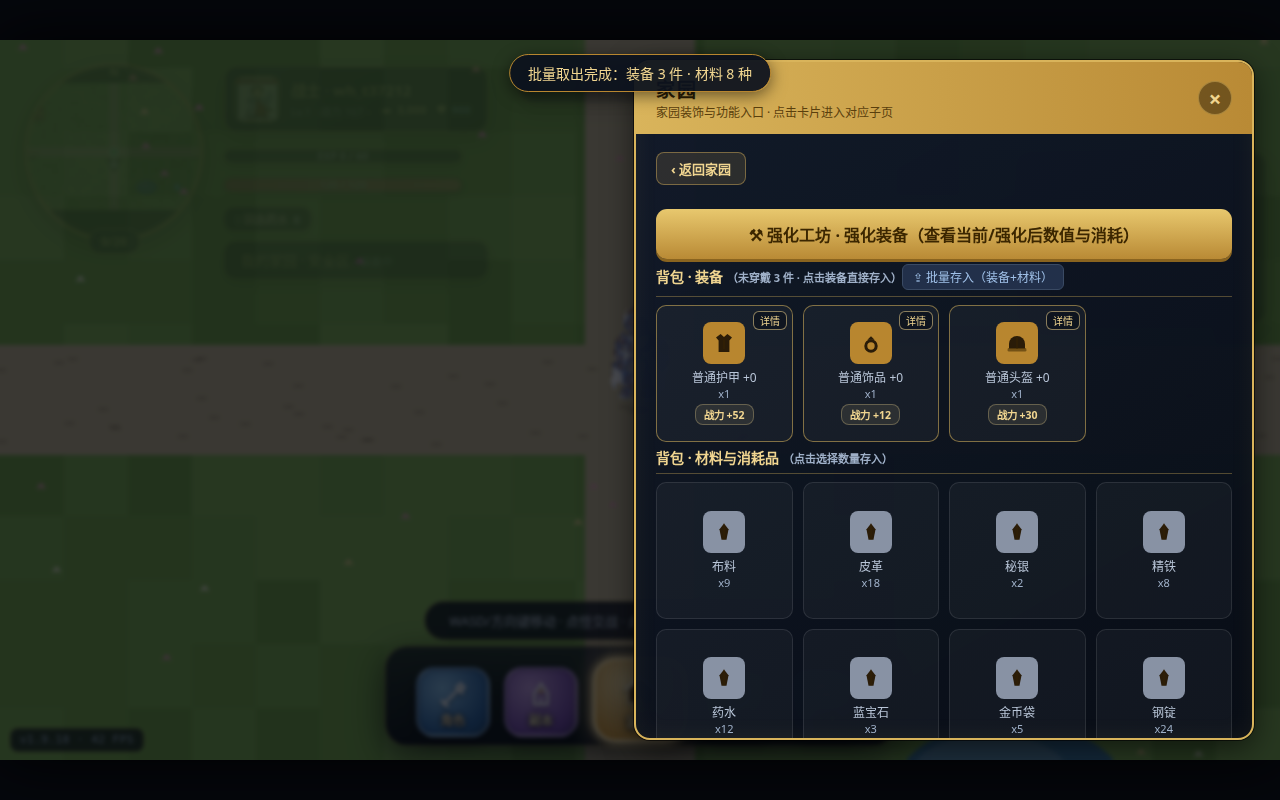 批量取出完成：装备 3 件 · 材料 8 种
家园
家园装饰与功能入口 · 点击卡片进入对应子页
×
‹ 返回家园
⚒ 强化工坊 · 强化装备（查看当前/强化后数值与消耗）
背包 · 装备 （未穿戴 3 件 · 点击装备直接存入） ⇪ 批量存入（装备+材料）
详情 详情 详情
普通护甲 +0 普通饰品 +0 普通头盔 +0
x1 x1 x1
战力 +52 战力 +12 战力 +30
背包 · 材料与消耗品 （点击选择数量存入）
布料 皮革 秘银 精铁
x9 x18 x2 x8
药水 蓝宝石 金币袋 钢锭
x12 x3 x5 x24